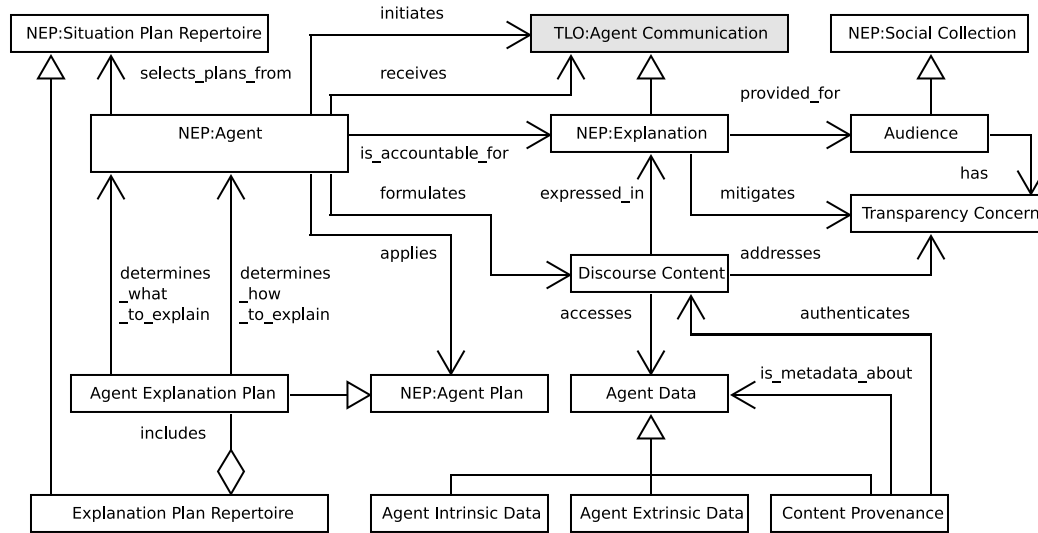 initiates
NEP:Situation Plan Repertoire
TLO:Agent Communication
NEP:Social Collection
selects_plans_from
receives
provided_for
NEP:Agent
NEP:Explanation
Audience
is_accountable_for
has
formulates
expressed_in
mitigates
Transparency Concern
applies
Discourse Content
addresses
determines
_what
_to_explain
determines
_how
_to_explain
accesses
authenticates
is_metadata_about
Agent Explanation Plan
NEP:Agent Plan
Agent Data
includes
Explanation Plan Repertoire
Agent Intrinsic Data
Agent Extrinsic Data
Content Provenance